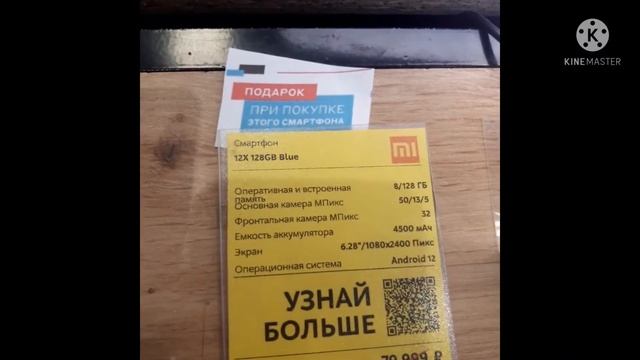 KINEMASTER
ПОДАРОК
ПРИ ПОКУПКЕ
ЭТОГО СМАРТФОНА
Смартфон
12X 128GB Blue
Оперативная и встроенная память 8/128 ГБ
Основная камера МПикс 50/13/5
Фронтальная камера МПикс 32
Емкость аккумулятора 4500 мАч
Экран 6.28"/1080x2400 Пикс
Операционная система Android 12
УЗНАЙ
БОЛЬШЕ